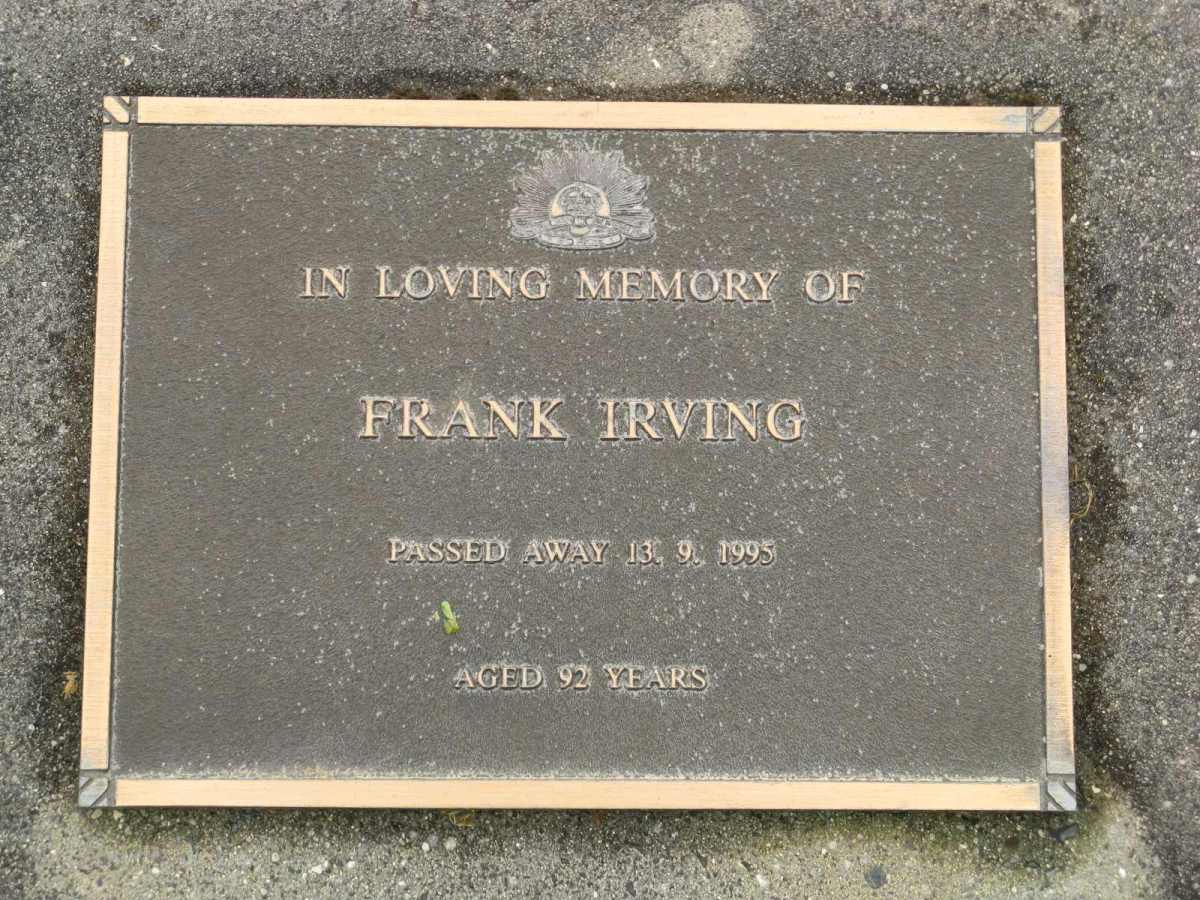 IN LOVING MEMORY OF
FRANK IRVING
PASSED AWAY 13. 9. 1995
AGED 92 YEARS